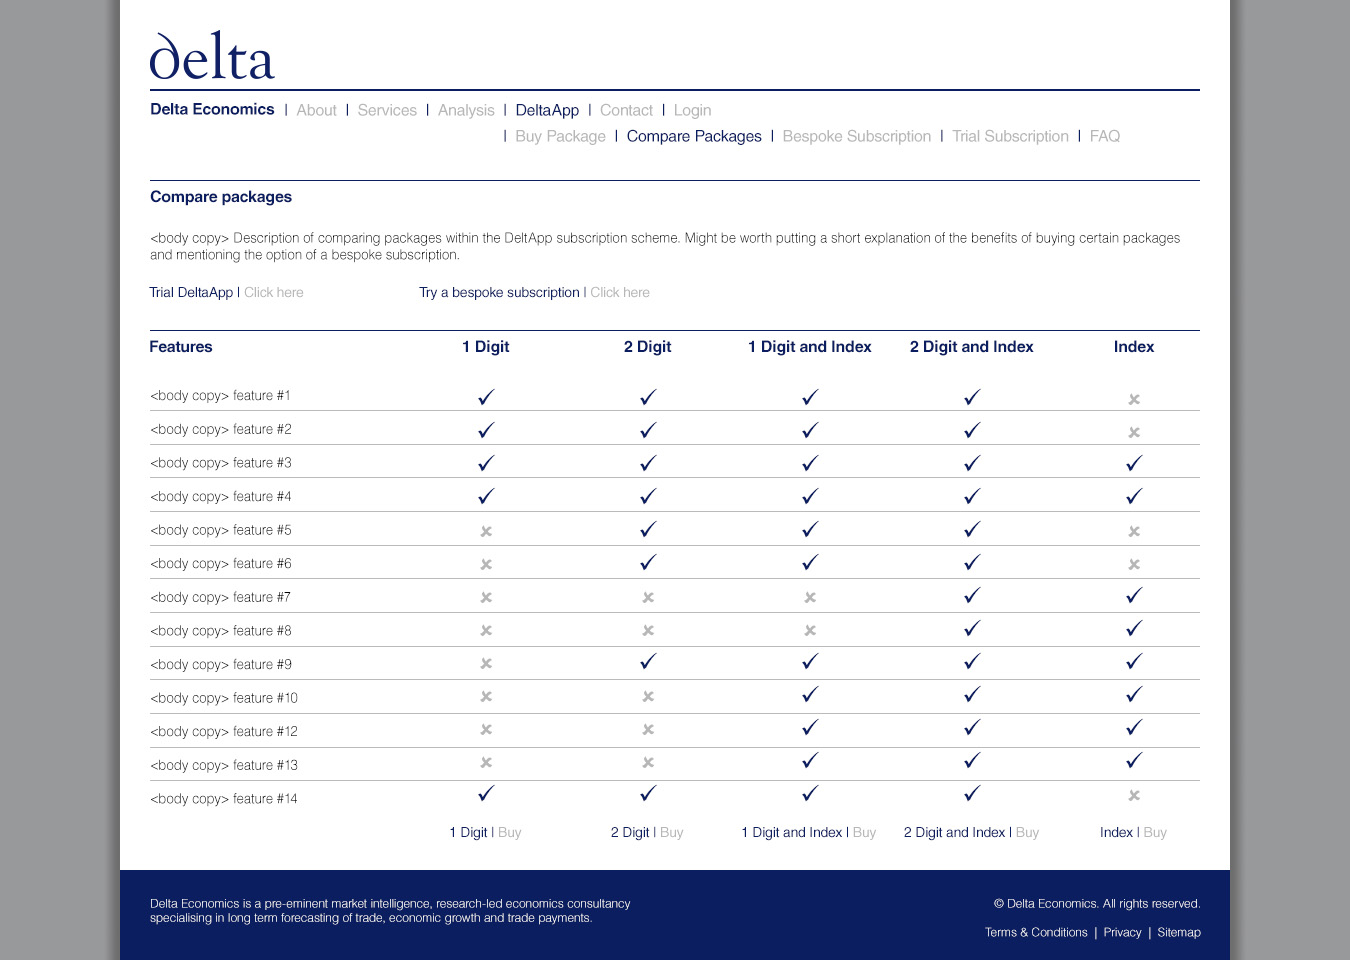 delta
Delta Economics | About | Services | Analysis | DeltaApp | Contact | Login
| Buy Package | Compare Packages | Bespoke Subscription | Trial Subscription | FAQ
Compare packages
<body copy> Description of comparing packages within the DeltApp subscription scheme. Might be worth putting a short explanation of the benefits of buying certain packages
and mentioning the option of a bespoke subscription.
Trial DeltaApp | Click here Try a bespoke subscription | Click here
Features 1 Digit 2 Digit 1 Digit and Index 2 Digit and Index Index
<body copy> feature #1 ✓ ✓ ✓ ✓ ✘
<body copy> feature #2 ✓ ✓ ✓ ✓ ✘
<body copy> feature #3 ✓ ✓ ✓ ✓ ✓
<body copy> feature #4 ✓ ✓ ✓ ✓ ✓
<body copy> feature #5 ✘ ✓ ✓ ✓ ✘
<body copy> feature #6 ✘ ✓ ✓ ✓ ✘
<body copy> feature #7 ✘ ✘ ✘ ✓ ✓
<body copy> feature #8 ✘ ✘ ✘ ✓ ✓
<body copy> feature #9 ✘ ✓ ✓ ✓ ✓
<body copy> feature #10 ✘ ✘ ✓ ✓ ✓
<body copy> feature #12 ✘ ✘ ✓ ✓ ✓
<body copy> feature #13 ✘ ✘ ✓ ✓ ✓
<body copy> feature #14 ✓ ✓ ✓ ✓ ✘
1 Digit | Buy 2 Digit | Buy 1 Digit and Index | Buy 2 Digit and Index | Buy Index | Buy
Delta Economics is a pre-eminent market intelligence, research-led economics consultancy
specialising in long term forecasting of trade, economic growth and trade payments.
© Delta Economics. All rights reserved.
Terms & Conditions | Privacy | Sitemap